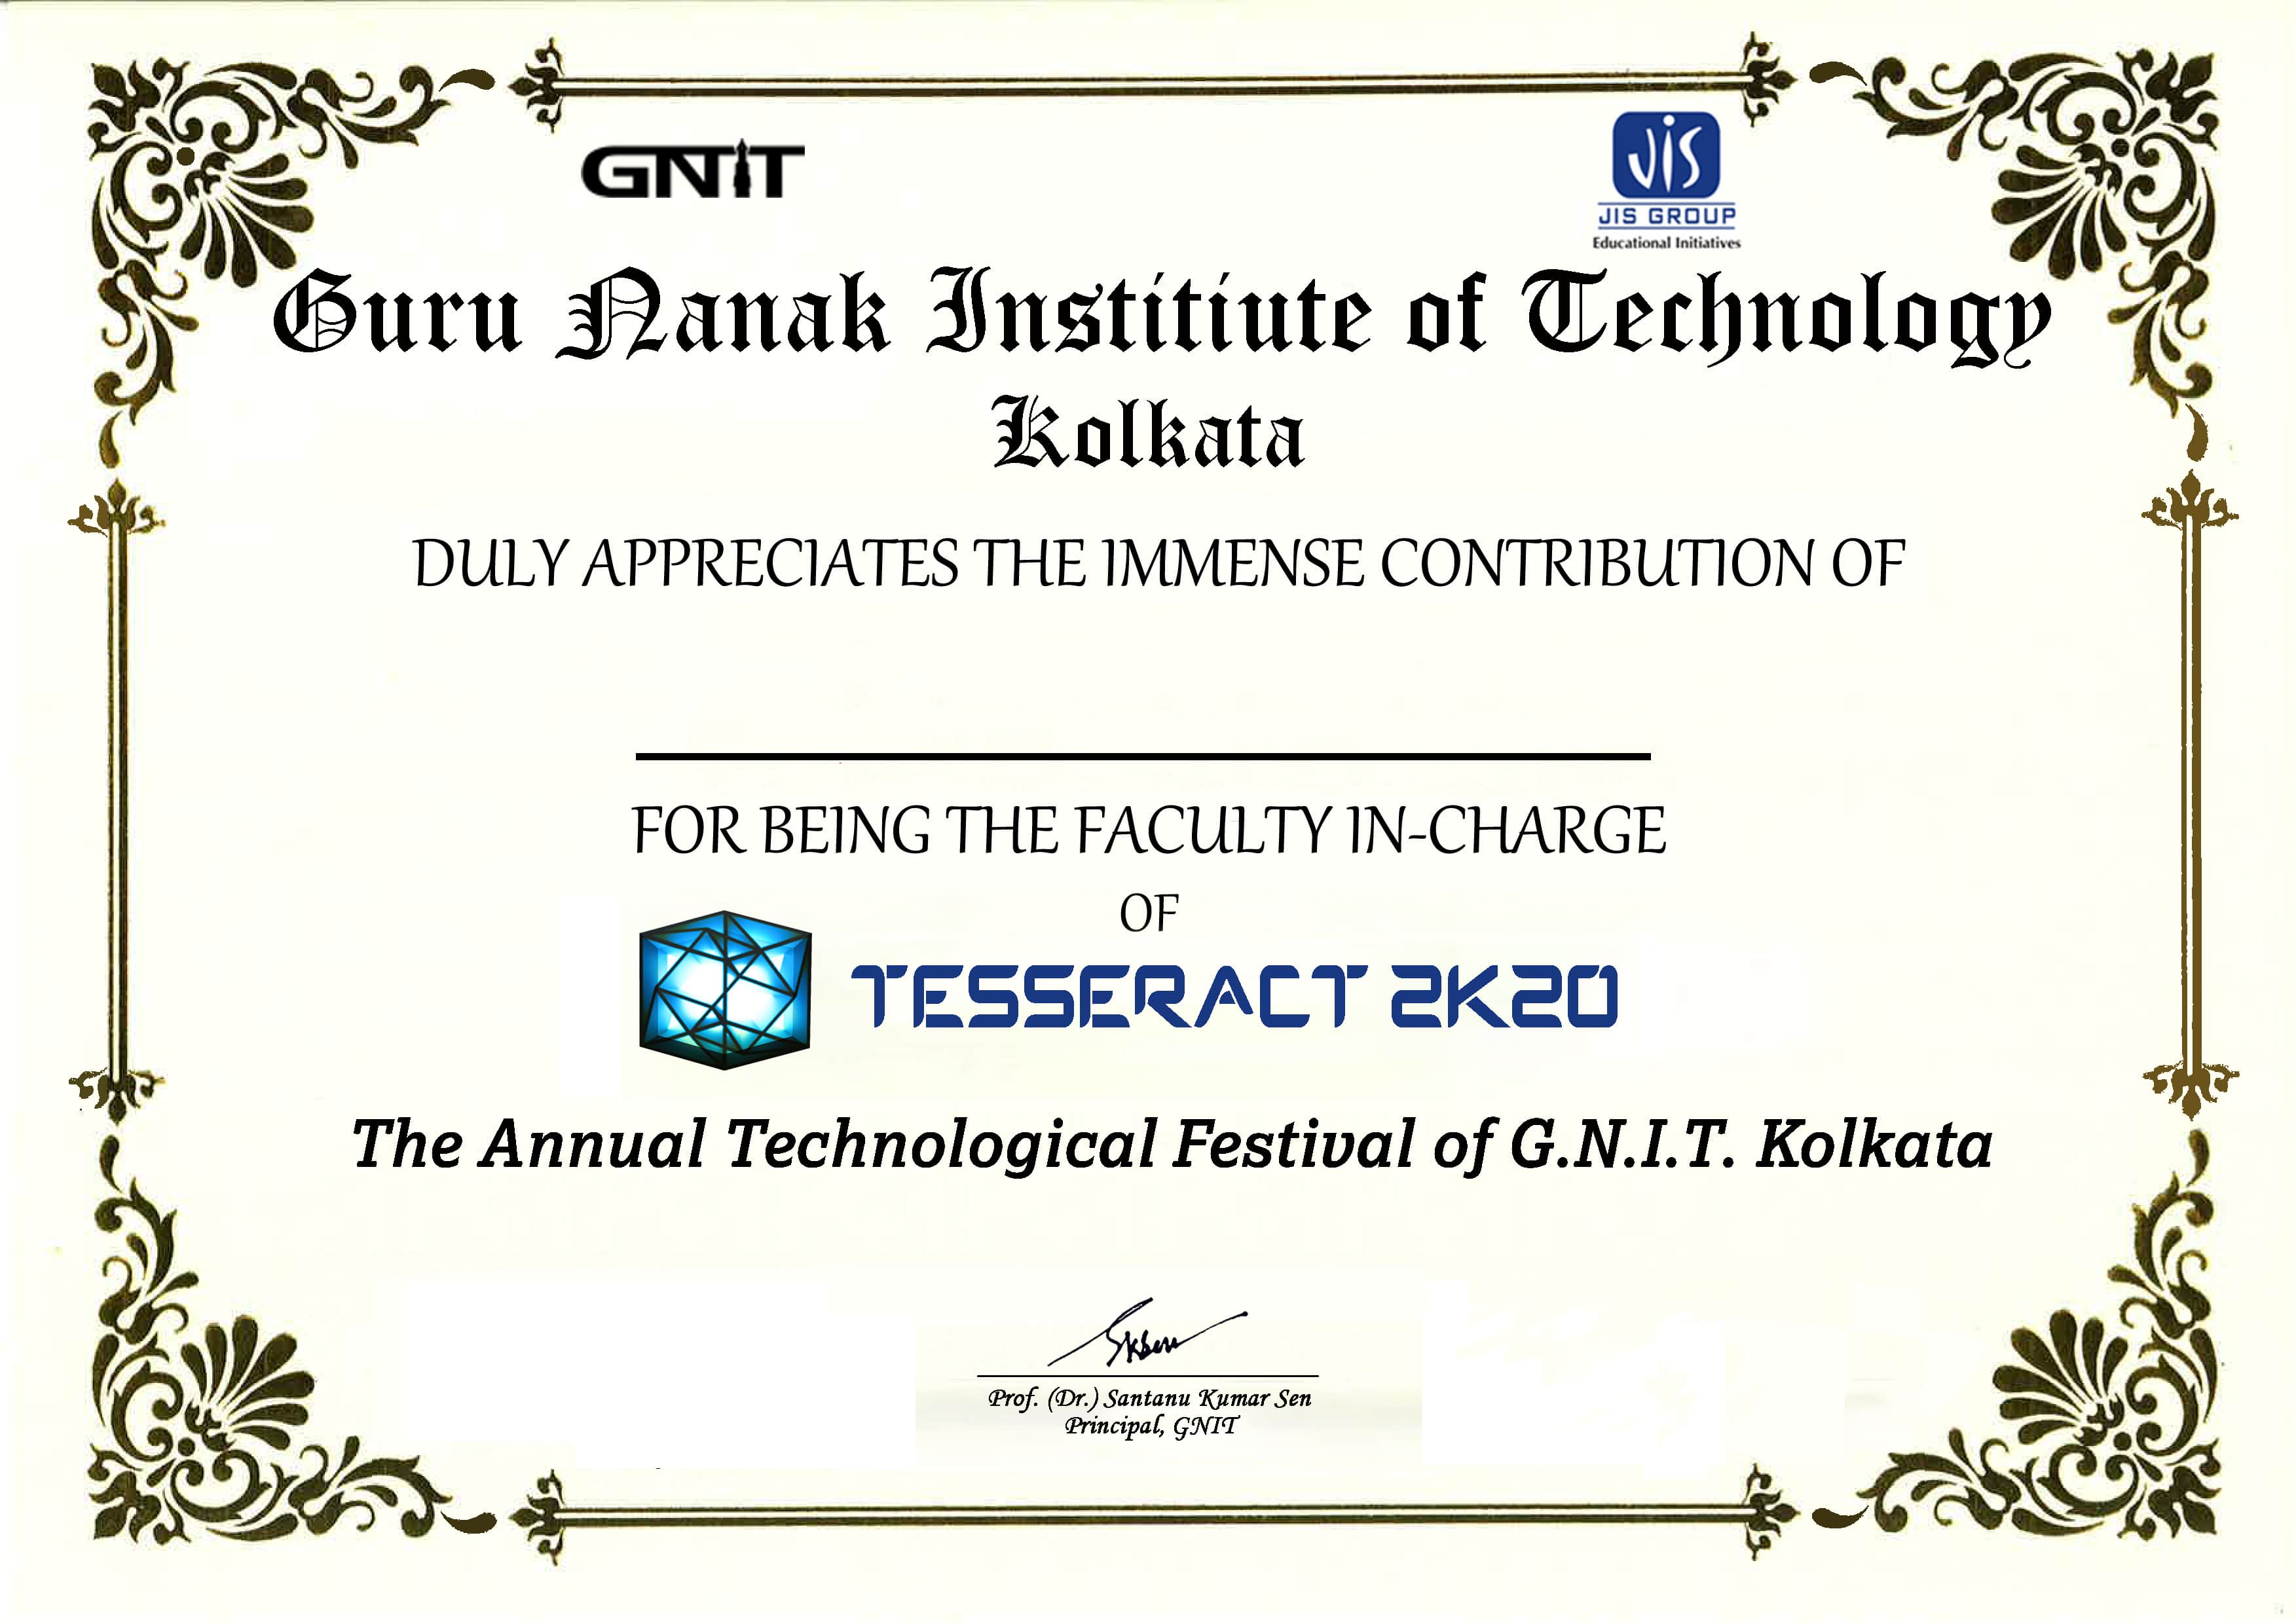 GNIT
JIS
JIS GROUP
Educational Initiatives
Guru Nanak Institiute of Technology
Kolkata
DULY APPRECIATES THE IMMENSE CONTRIBUTION OF
FOR BEING THE FACULTY IN-CHARGE
OF
TESSERACT 2K20
The Annual Technological Festival of G.N.I.T. Kolkata
SKSen
Prof. (Dr.) Santanu Kumar Sen
Principal, GNIT